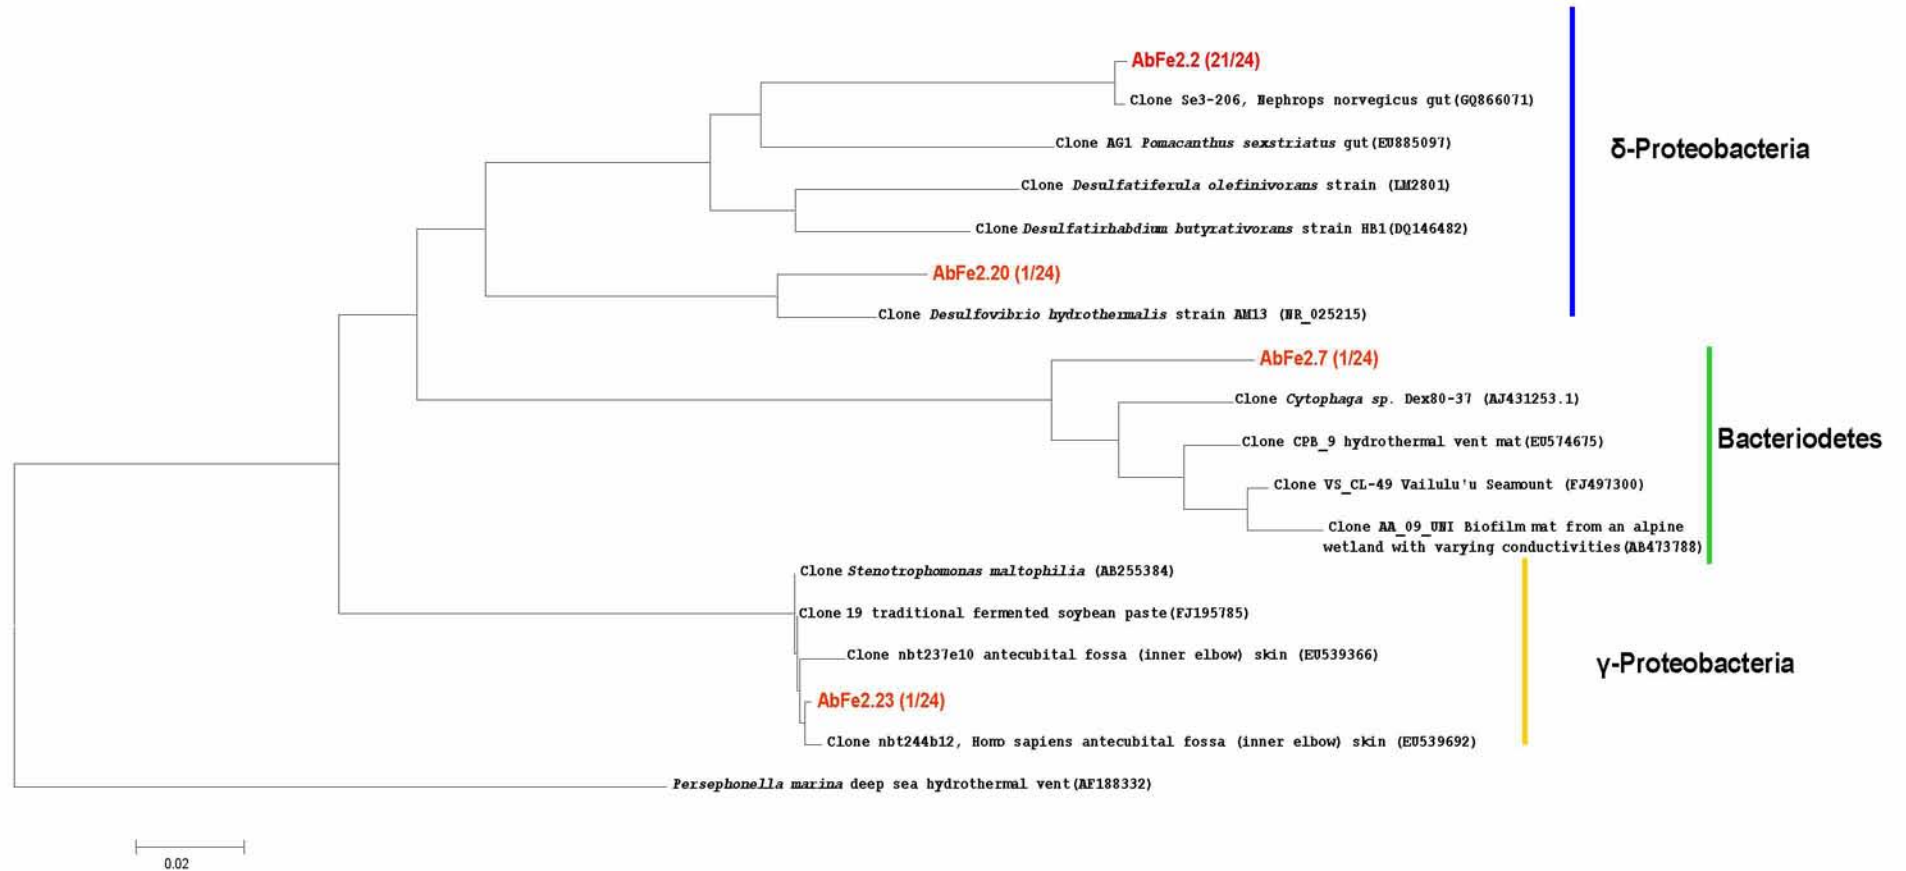 AbFe2.2 (21/24)
Clone Se3-206, Nephrops norvegicus gut(GQ866071)
Clone AG1 Pomacanthus sexstriatus gut(EU885097)
δ-Proteobacteria
Clone Desulfatiferula olefinivorans strain (LM2801)
Clone Desulfatirhabdium butyrativorans strain HB1(DQ146482)
AbFe2.20 (1/24)
Clone Desulfovibrio hydrothermalis strain AM13 (NR_025215)
AbFe2.7 (1/24)
Clone Cytophaga sp. Dex80-37 (AJ431253.1)
Clone CPB_9 hydrothermal vent mat(EU574675)
Bacteriodetes
Clone VS_CL-49 Vailulu'u Seamount (FJ497300)
Clone AA_09_UNI Biofilm mat from an alpine
wetland with varying conductivities(AB473788)
Clone Stenotrophomonas maltophilia (AB255384)
Clone 19 traditional fermented soybean paste(FJ195785)
Clone nbt237e10 antecubital fossa (inner elbow) skin (EU539366)
γ-Proteobacteria
AbFe2.23 (1/24)
Clone nbt244b12, Homo sapiens antecubital fossa (inner elbow) skin (EU539692)
Persephonella marina deep sea hydrothermal vent(AF188332)
0.02